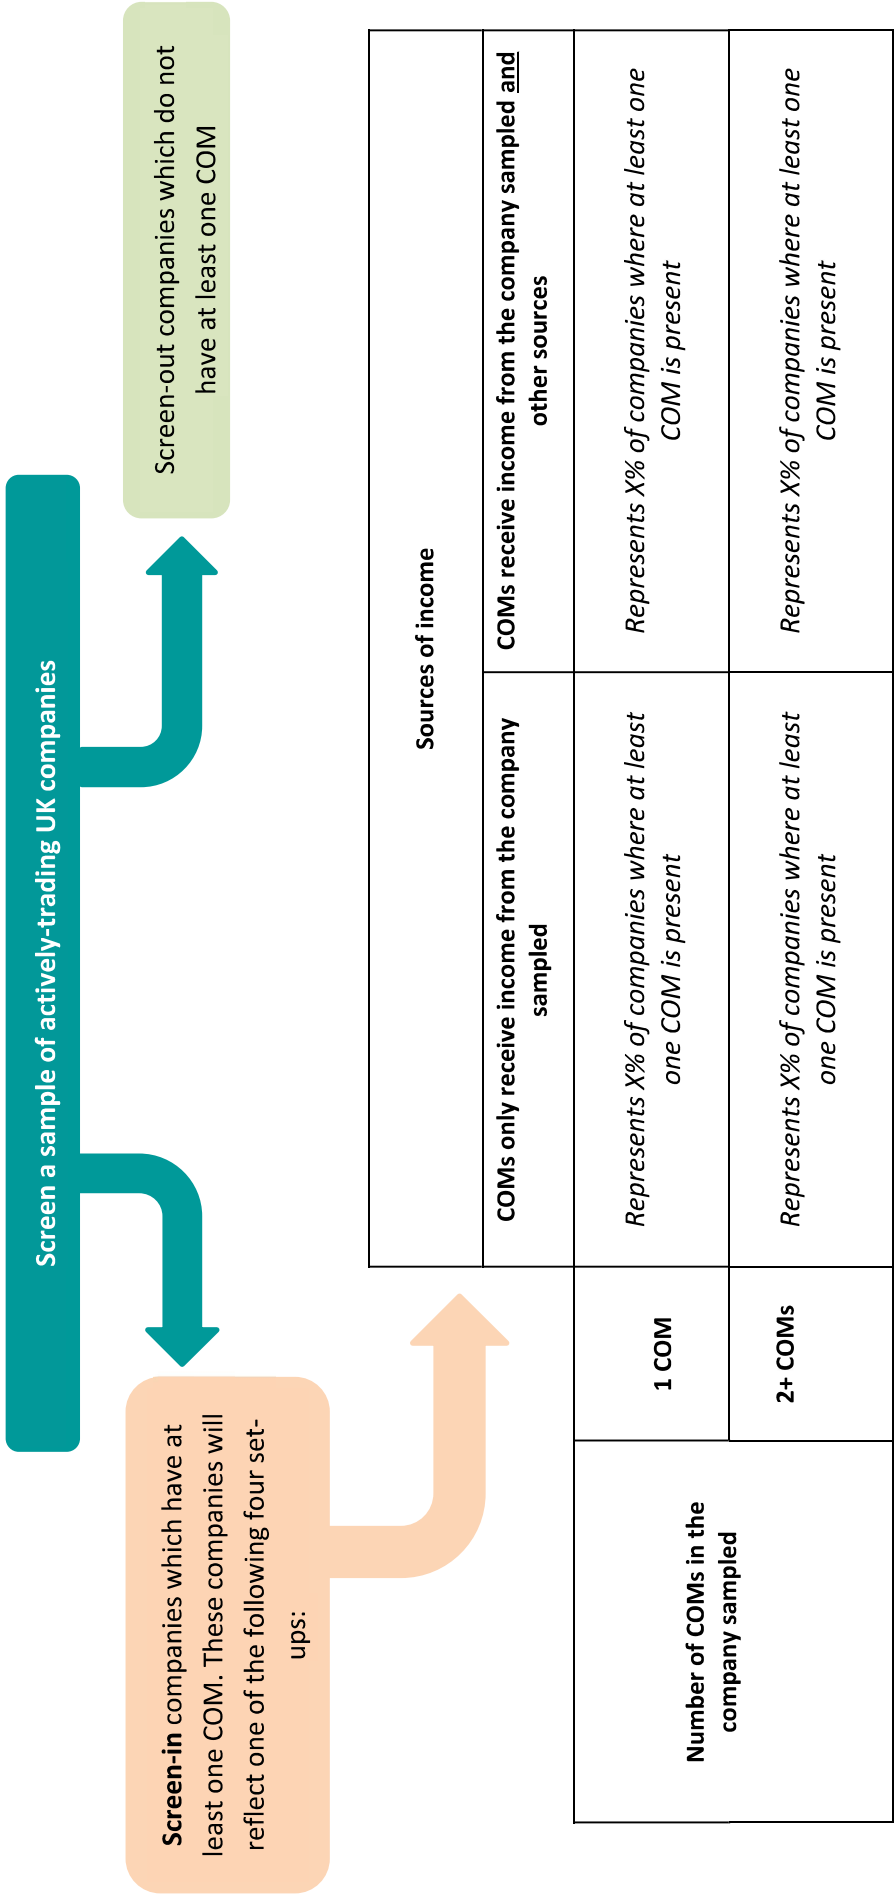 Screen a sample of actively-trading UK companies
Screen-in companies which have at
least one COM. These companies will
reflect one of the following four set-
ups:
Screen-out companies which do not
have at least one COM
Sources of income
COMs only receive income from the company
sampled
COMs receive income from the company sampled and
other sources
Number of COMs in the
company sampled
1 COM
Represents X% of companies where at least
one COM is present
Represents X% of companies where at least one
COM is present
2+ COMs
Represents X% of companies where at least
one COM is present
Represents X% of companies where at least one
COM is present